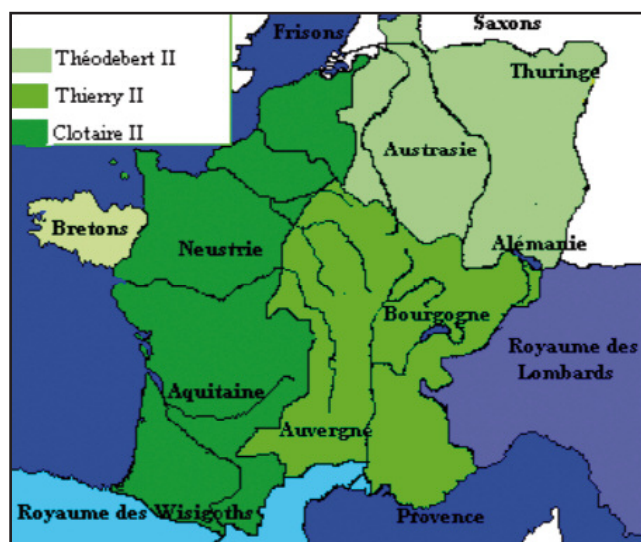 Théodebert II
Thierry II
Clotaire II
Frisons
Saxons
Thuringe
Austrasie
Bretons
Neustrie
Alémanie
Bourgogne
Royaume des
Lombards
Aquitaine
Auvergne
Royaume des Wisigoths
Provence